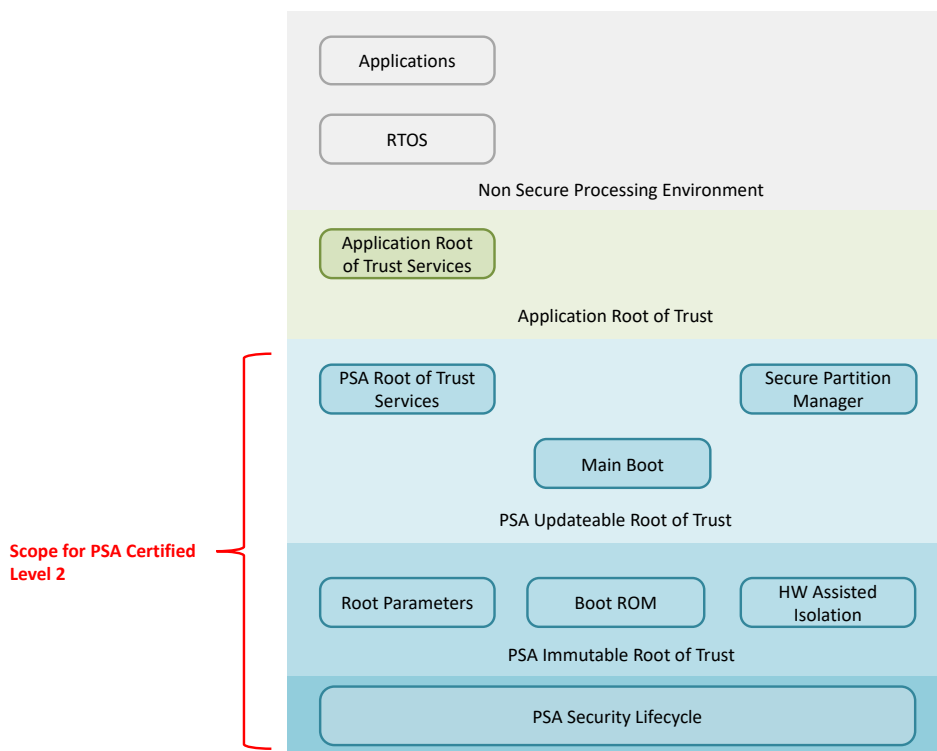 Applications
RTOS
Non Secure Processing Environment
Application Root
of Trust Services
Application Root of Trust
PSA Root of Trust
Services
Secure Partition
Manager
Main Boot
PSA Updateable Root of Trust
Scope for PSA Certified
Level 2
Root Parameters
Boot ROM
HW Assisted
Isolation
PSA Immutable Root of Trust
PSA Security Lifecycle